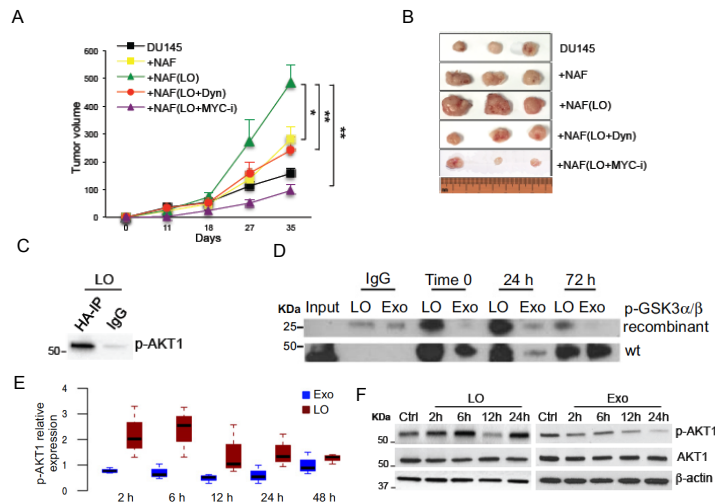 A
DU145
+NAF
+NAF(LO)
+NAF(LO+Dyn)
+NAF(LO+MYC-i)
Tumor volume
600
500
400
300
200
100
0
0 11 18 27 35
Days
* ** **
B
DU145
+NAF
+NAF(LO)
+NAF(LO+Dyn)
+NAF(LO+MYC-i)
C
LO
HA-IP IgG
50
p-AKT1
D
IgG Time 0 24 h 72 h
KDa Input LO Exo LO Exo LO Exo LO Exo p-GSK3α/β
25 recombinant
50 wt
E
p-AKT1 relative
expression
4
3
2
1
0
Exo
LO
2 h 6 h 12 h 24 h 48 h
F
LO Exo
KDa Ctrl 2h 6h 12h 24h Ctrl 2h 6h 12h 24h
p-AKT1
50 50
AKT1
50 50
β-actin
37 37